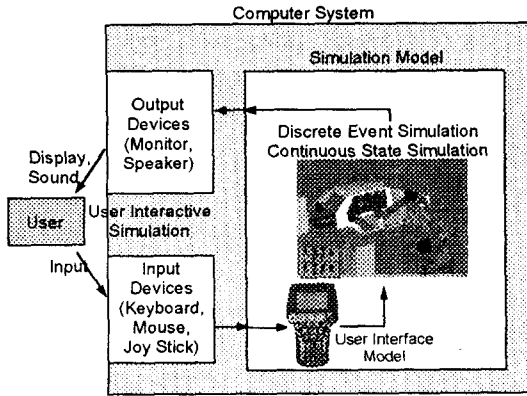 Computer System
Simulation Model
Output
Devices
(Monitor,
Speaker)
Discrete Event Simulation
Continuous State Simulation
Display,
Sound
User
User Interactive
Simulation
Input
Input
Devices
(Keyboard,
Mouse,
Joy Stick)
User Interface
Model